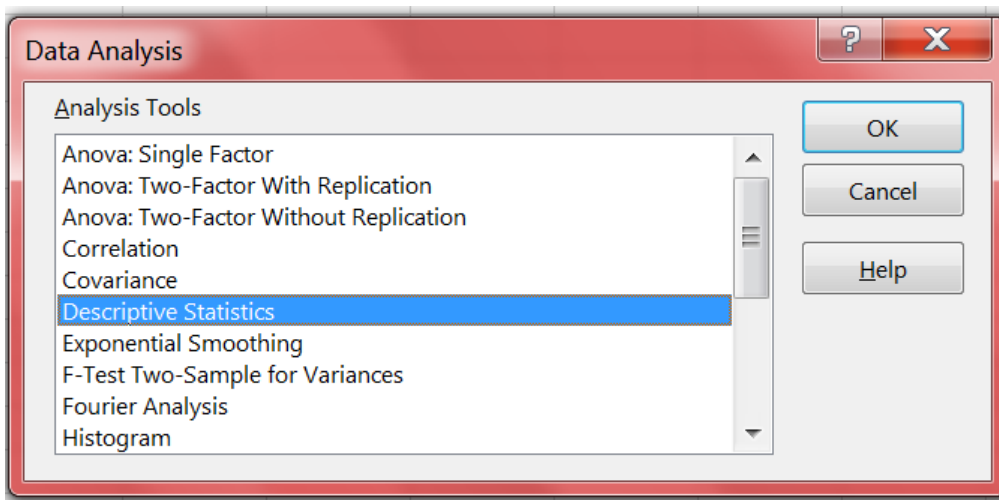 Data Analysis
Analysis Tools
Anova: Single Factor
Anova: Two-Factor With Replication
Anova: Two-Factor Without Replication
Correlation
Covariance
Descriptive Statistics
Exponential Smoothing
F-Test Two-Sample for Variances
Fourier Analysis
Histogram
OK
Cancel
Help